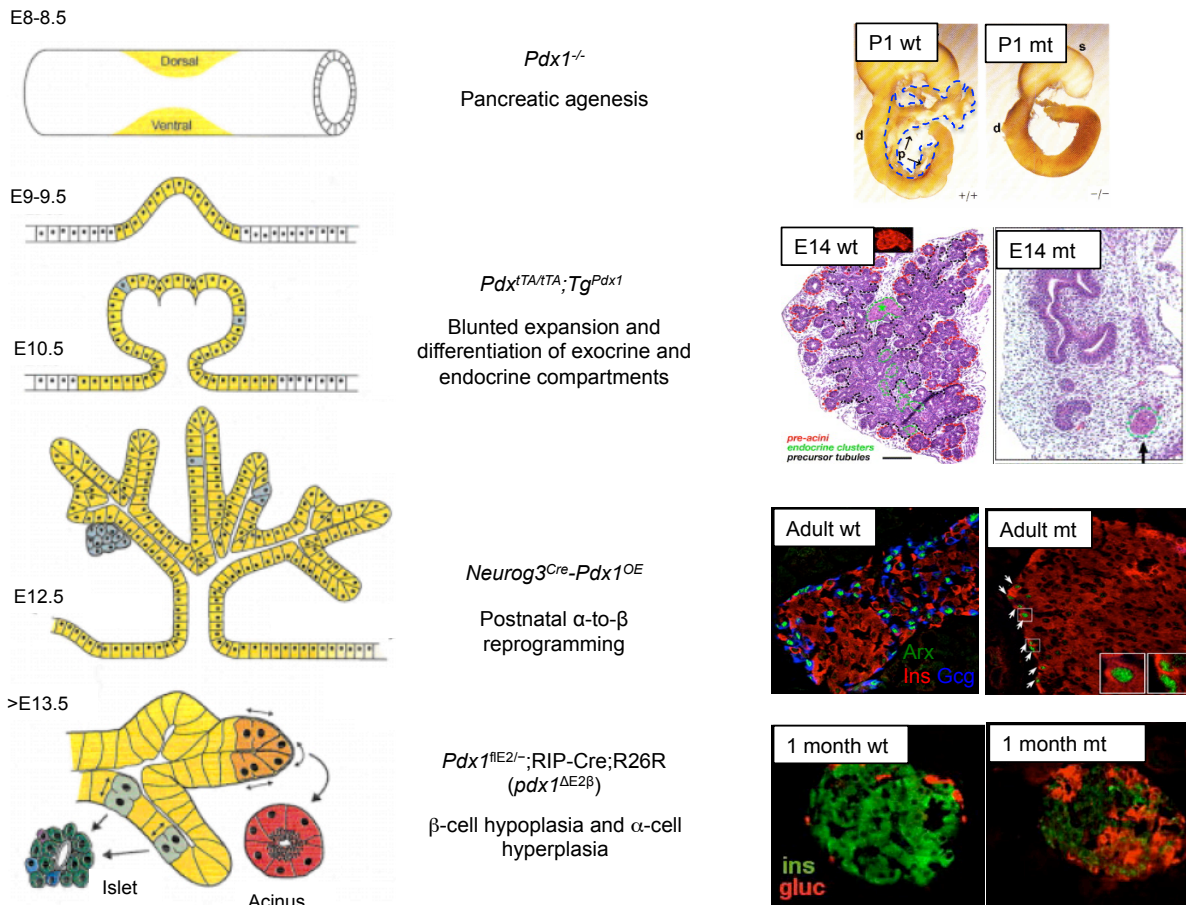 E8-8.5
Dorsal
Ventral
Pdx1-/-
Pancreatic agenesis
P1 wt
d
p
+/+
P1 mt
s
d
-/-
E9-9.5
E10.5
PdxtTA/tTA;TgPdx1
Blunted expansion and
differentiation of exocrine and
endocrine compartments
E14 wt
pre-acini
endocrine clusters
precursor tubules
E14 mt
E12.5
Neurog3Cre-Pdx1OE
Postnatal α-to-β
reprogramming
Adult wt
Arx
Ins Gcg
Adult mt
>E13.5
Islet
Acinus
Pdx1flE2/–;RIP-Cre;R26R
(pdx1ΔE2β)
β-cell hypoplasia and α-cell
hyperplasia
1 month wt
ins
gluc
1 month mt